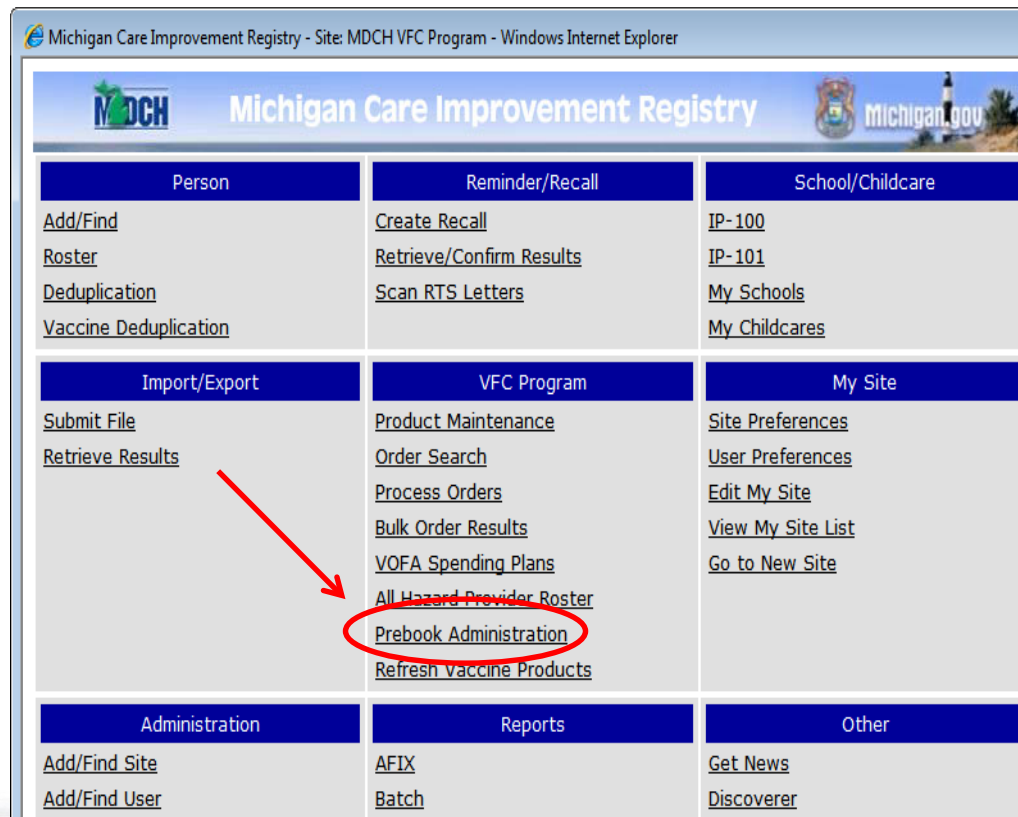 Michigan Care Improvement Registry - Site: MDCH VFC Program - Windows Internet Explorer
MDCH Michigan Care Improvement Registry Michigan.gov
Person
Add/Find
Roster
Deduplication
Vaccine Deduplication
Reminder/Recall
Create Recall
Retrieve/Confirm Results
Scan RTS Letters
School/Childcare
IP-100
IP-101
My Schools
My Childcares
Import/Export
Submit File
Retrieve Results
VFC Program
Product Maintenance
Order Search
Process Orders
Bulk Order Results
VOFA Spending Plans
All Hazard Provider Roster
Prebook Administration
Refresh Vaccine Products
My Site
Site Preferences
User Preferences
Edit My Site
View My Site List
Go to New Site
Administration
Add/Find Site
Add/Find User
Reports
AFIX
Batch
Other
Get News
Discoverer